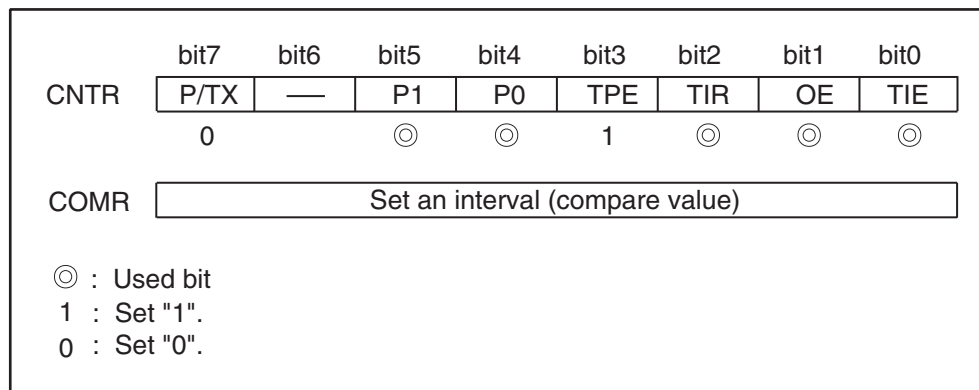 bit7 bit6 bit5 bit4 bit3 bit2 bit1 bit0
CNTR P/TX — P1 P0 TPE TIR OE TIE
0 ◎ ◎ 1 ◎ ◎ ◎
COMR Set an interval (compare value)
◎ : Used bit
1 : Set "1".
0 : Set "0".